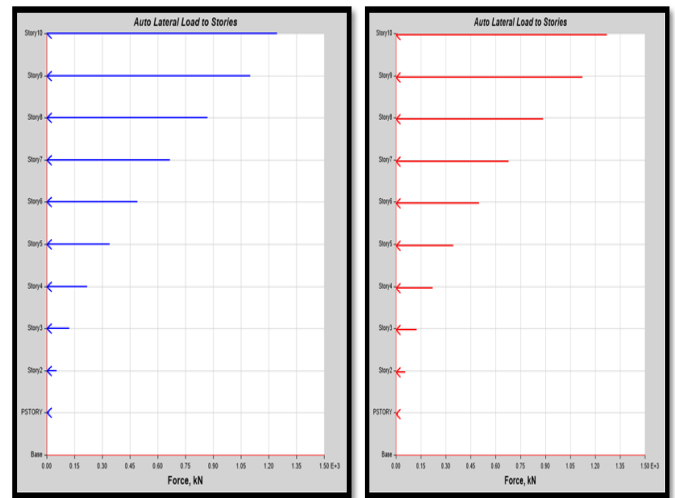 Auto Lateral Load to Stories
Story10
Story9
Story8
Story7
Story6
Story5
Story4
Story3
Story2
PSTORY
Base
0.00 0.15 0.30 0.45 0.60 0.75 0.90 1.05 1.20 1.35 1.50 E+3
Force, kN
Auto Lateral Load to Stories
Story10
Story9
Story8
Story7
Story6
Story5
Story4
Story3
Story2
PSTORY
Base
0.00 0.15 0.30 0.45 0.60 0.75 0.90 1.05 1.20 1.35 1.50 E+3
Force, kN